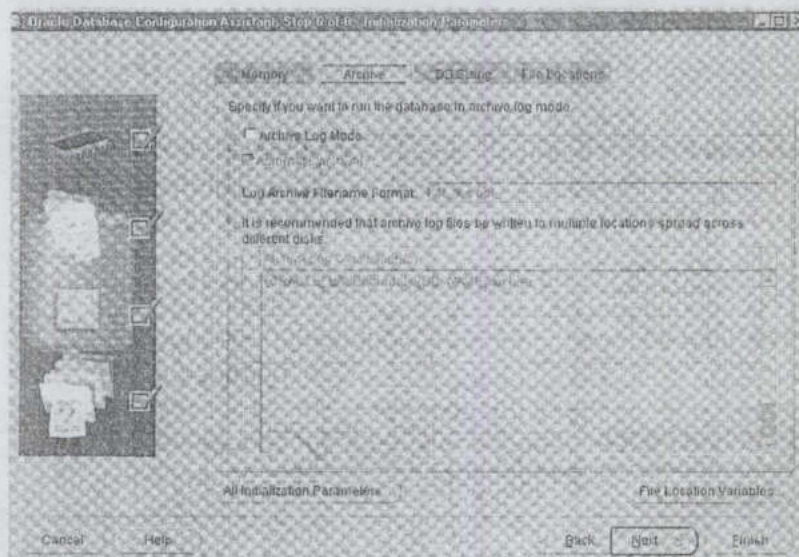 Oracle Database Configuration Assistant, Step 6 of 8 : Initialization Parameters
Memory Archive DB Sizing File Locations
Specify if you want to run the database in archive log mode.
Archive Log Mode
Log Archive Filename Format:
It is recommended that archive log files be written to multiple locations spread across
different disks.
All Initialization Parameters...
File Location Variables...
Cancel Help Back Next Finish